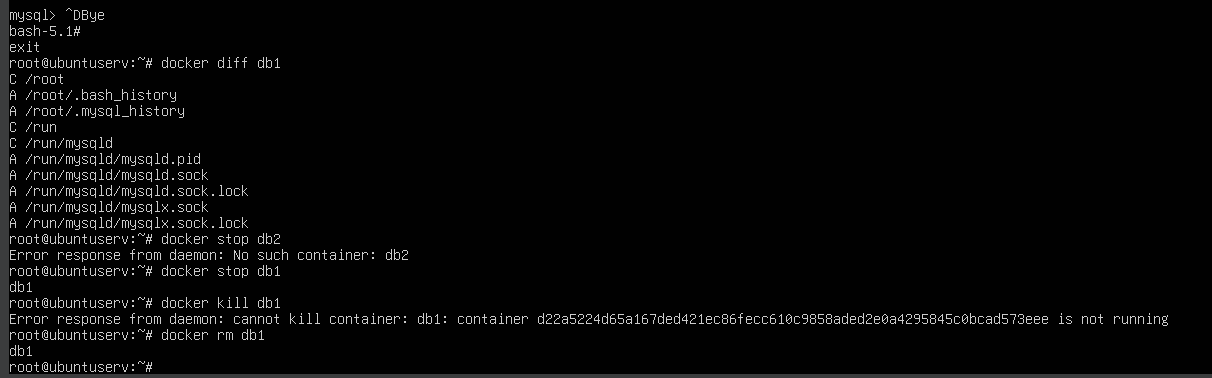 mysql> ^DBye
bash-5.1#
exit
root@ubuntuserv:~# docker diff db1
C /root
A /root/.bash_history
A /root/.mysql_history
C /run
C /run/mysqld
A /run/mysqld/mysqld.pid
A /run/mysqld/mysqld.sock
A /run/mysqld/mysqld.sock.lock
A /run/mysqld/mysqlx.sock
A /run/mysqld/mysqlx.sock.lock
root@ubuntuserv:~# docker stop db2
Error response from daemon: No such container: db2
root@ubuntuserv:~# docker stop db1
db1
root@ubuntuserv:~# docker kill db1
Error response from daemon: cannot kill container: db1: container d22a5224d65a167ded421ec86fecc610c9858aded2e0a4295845c0bcad573eee is not running
root@ubuntuserv:~# docker rm db1
db1
root@ubuntuserv:~#